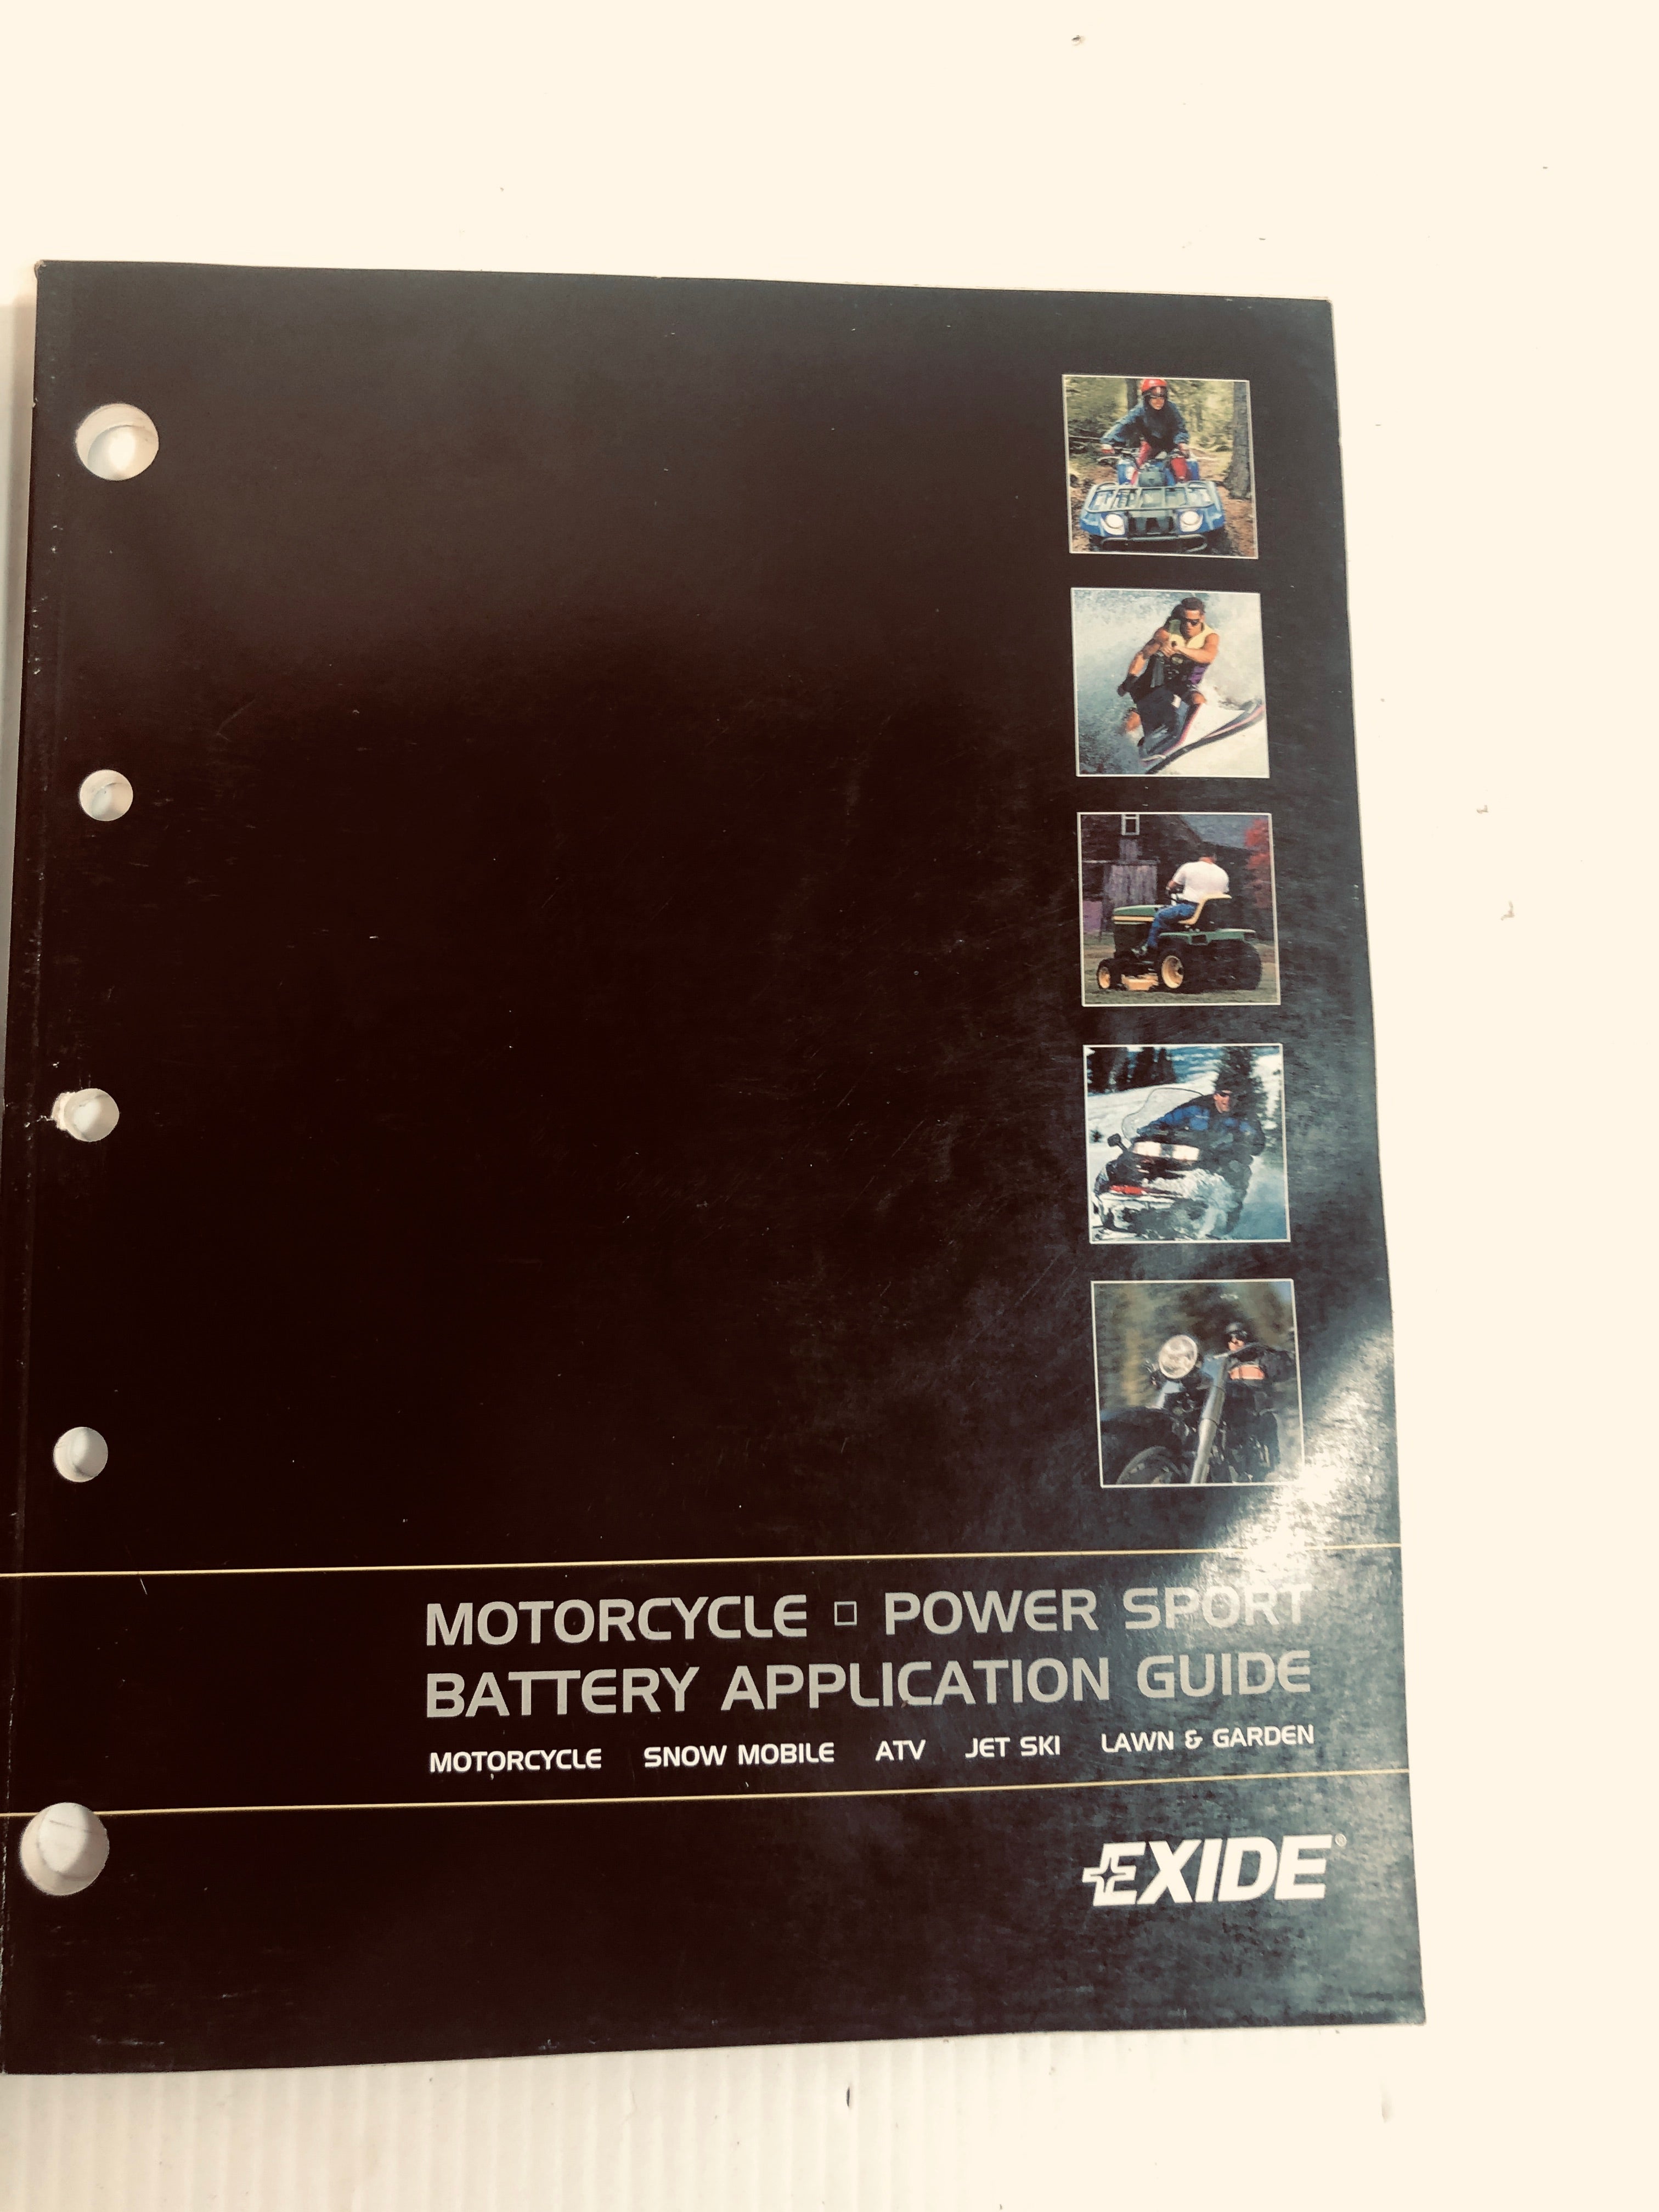 MOTORCYCLE □ POWER SPORT
BATTERY APPLICATION GUIDE
MOTORCYCLE SNOW MOBILE ATV JET SKI LAWN & GARDEN
EXIDE®